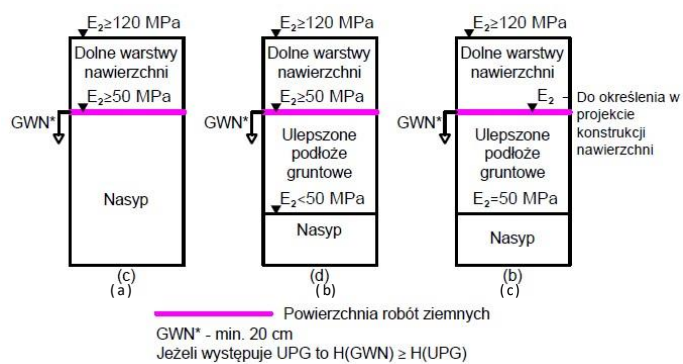 E₂≥120 MPa
Dolne warstwy
nawierzchni
E₂≥50 MPa
GWN*
Nasyp
(c)
(a)
E₂≥120 MPa
Dolne warstwy
nawierzchni
E₂≥50 MPa
GWN*
Ulepszone
podłoże
gruntowe
E₂<50 MPa
Nasyp
(d)
(b)
E₂≥120 MPa
Dolne warstwy
nawierzchni
E₂
GWN*
Ulepszone
podłoże
gruntowe
E₂=50 MPa
Nasyp
(b)
(c)
– Do określenia w
projekcie
konstrukcji
nawierzchni
Powierzchnia robót ziemnych
GWN* - min. 20 cm
Jeżeli występuje UPG to H(GWN) ≥ H(UPG)